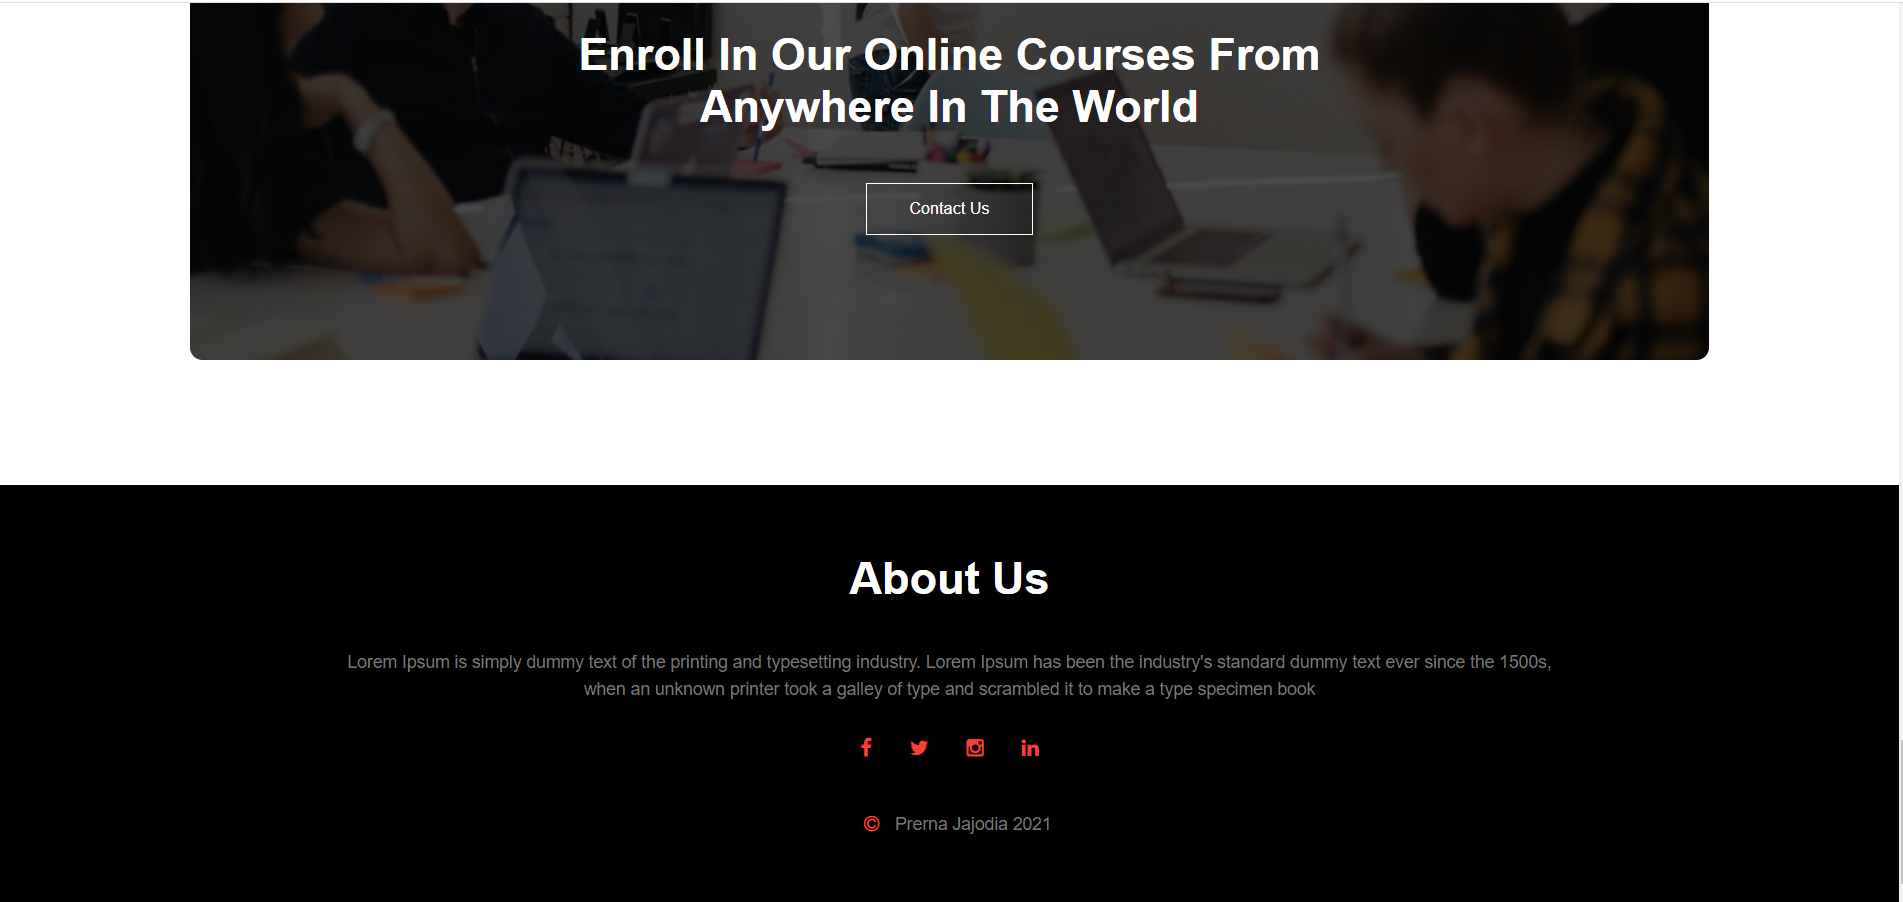 Enroll In Our Online Courses From
Anywhere In The World
Contact Us
About Us
Lorem Ipsum is simply dummy text of the printing and typesetting industry. Lorem Ipsum has been the industry's standard dummy text ever since the 1500s,
when an unknown printer took a galley of type and scrambled it to make a type specimen book
© Prerna Jajodia 2021